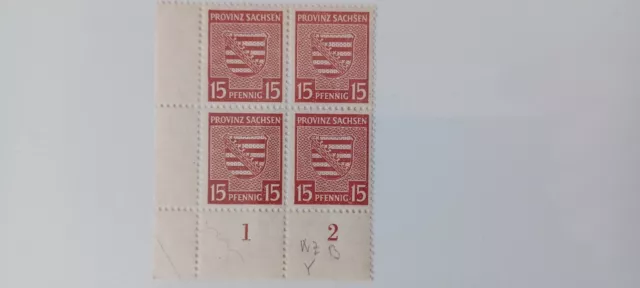 PROVINZ SACHSEN PROVINZ SACHSEN
15 PFENNIG 15 15 PFENNIG 15
PROVINZ SACHSEN PROVINZ SACHSEN
15 PFENNIG 15 15 PFENNIG 15
1 2
WZ B
Y